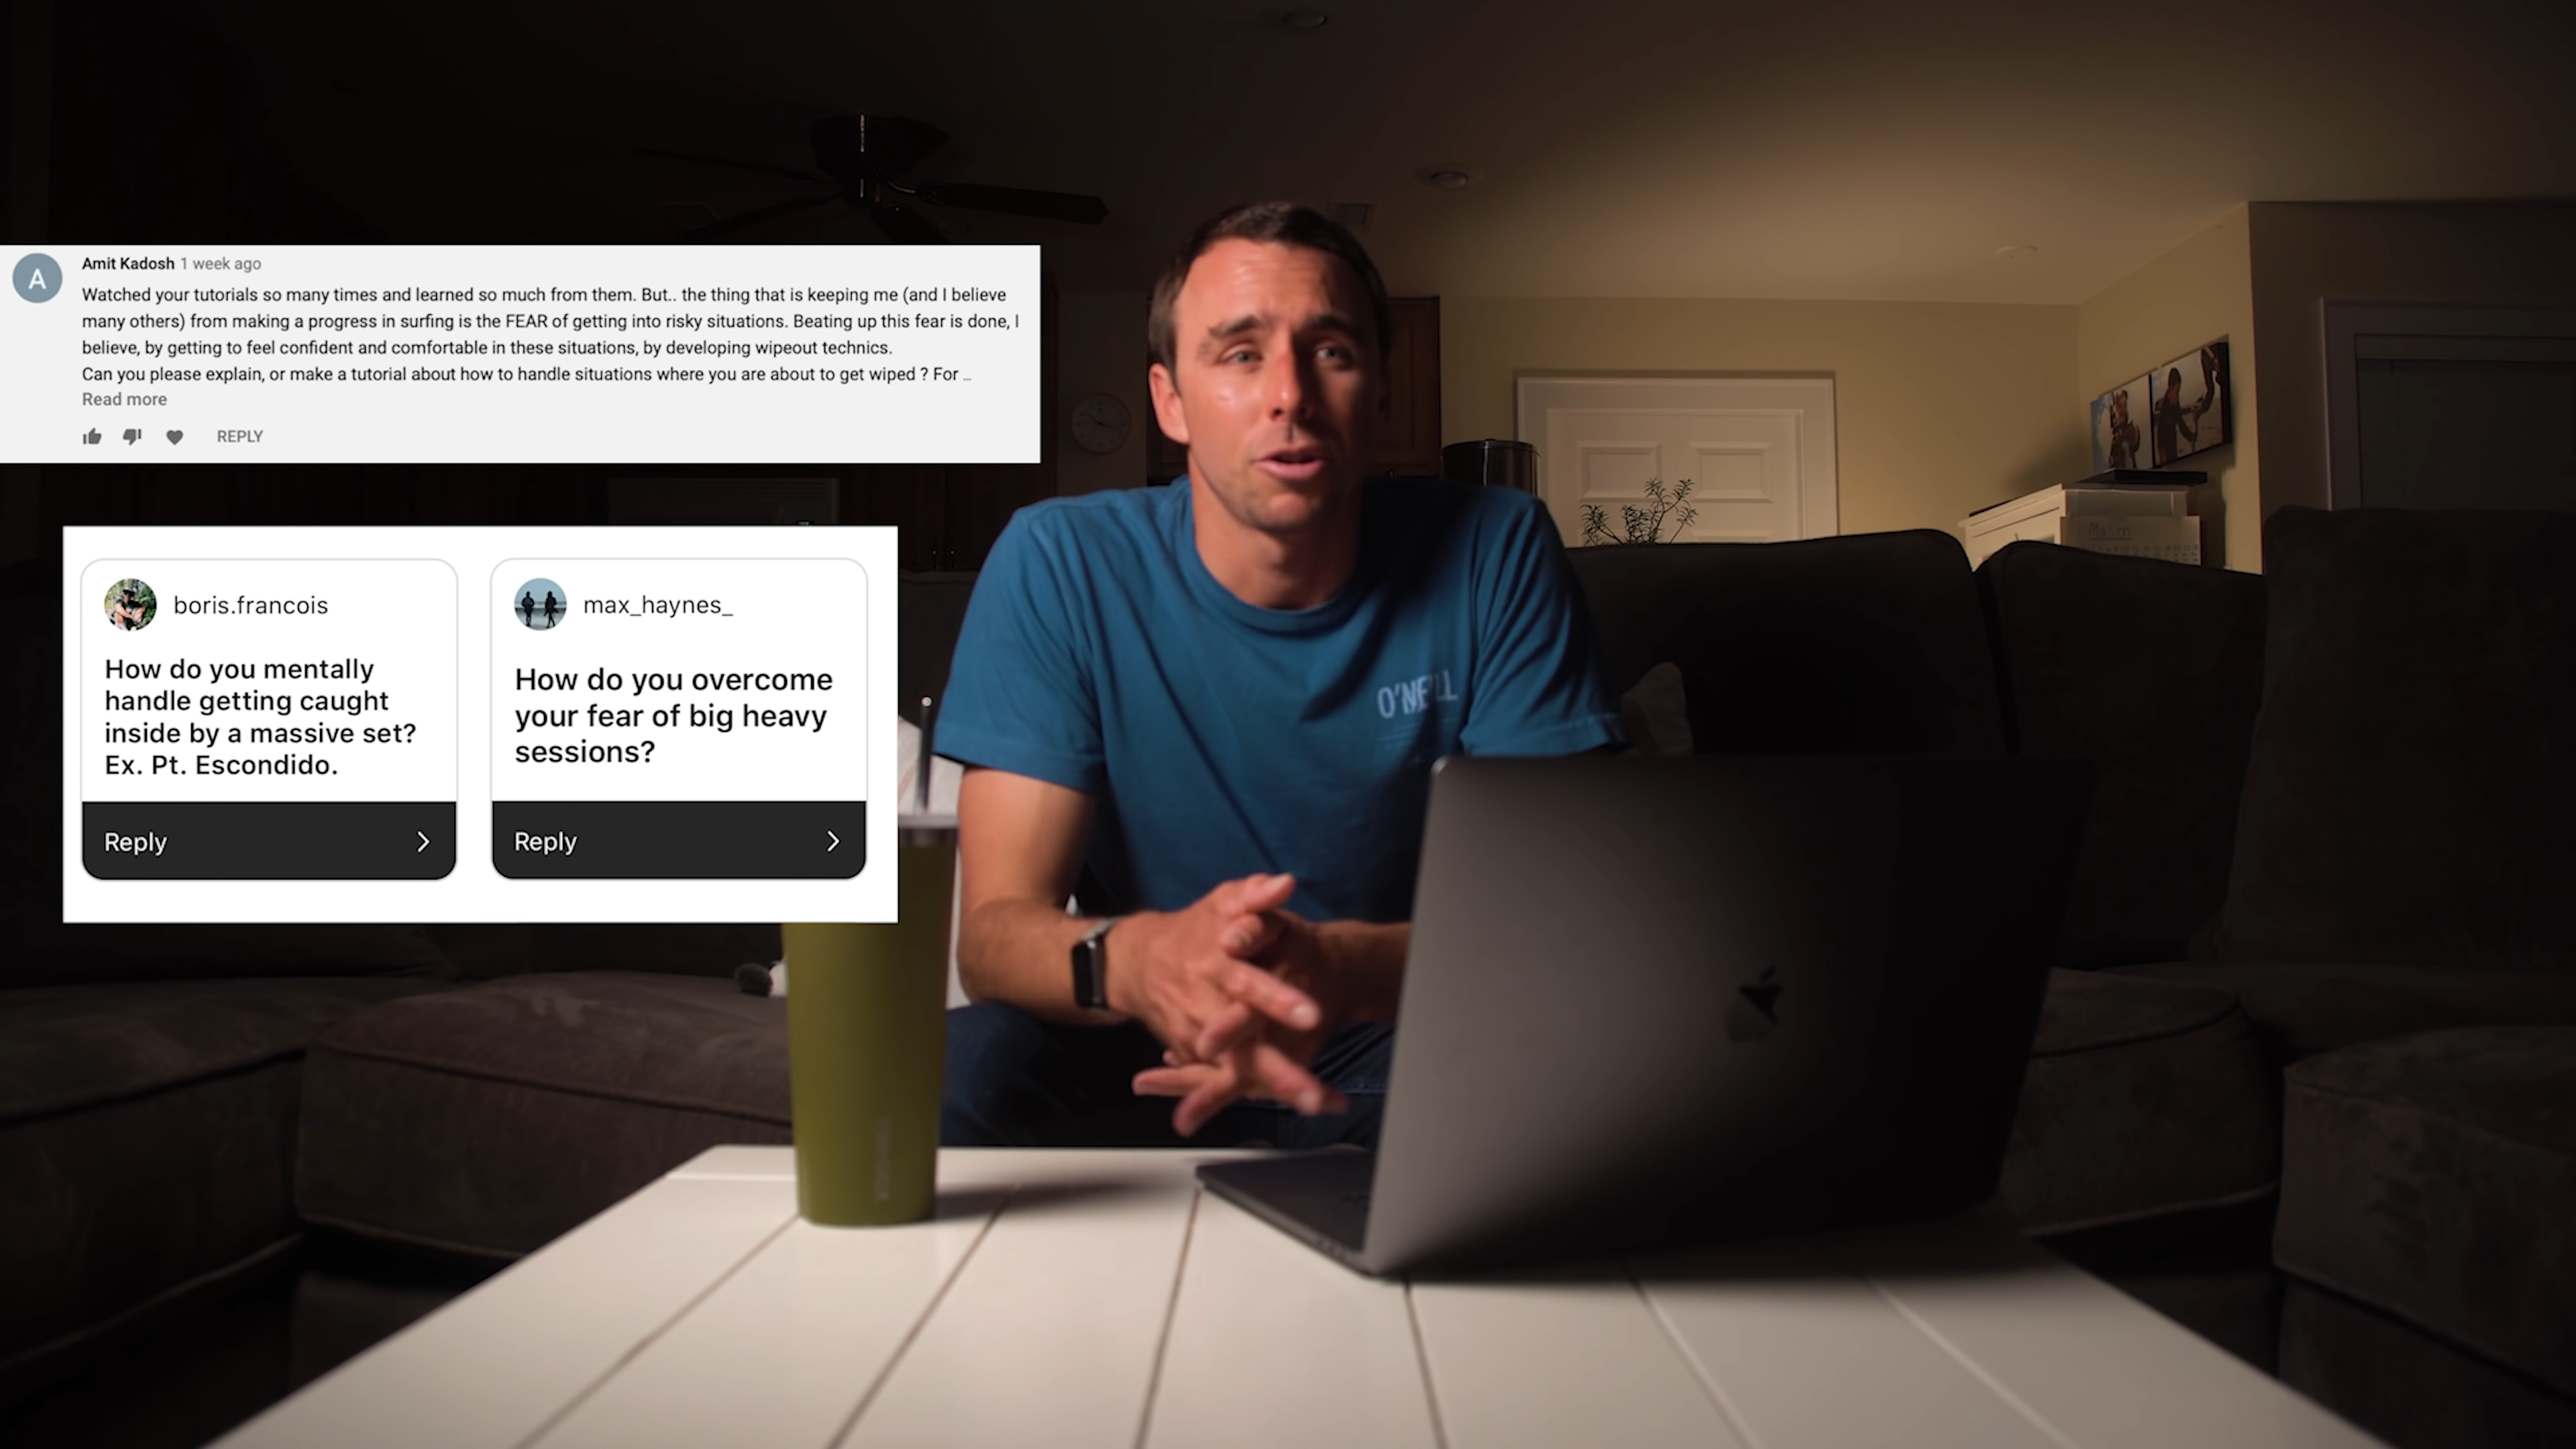 A
Amit Kadosh 1 week ago
Watched your tutorials so many times and learned so much from them. But.. the thing that is keeping me (and I believe
many others) from making a progress in surfing is the FEAR of getting into risky situations. Beating up this fear is done, I
believe, by getting to feel confident and comfortable in these situations, by developing wipeout technics.
Can you please explain, or make a tutorial about how to handle situations where you are about to get wiped ? For ...
Read more
REPLY
boris.francois
How do you mentally
handle getting caught
inside by a massive set?
Ex. Pt. Escondido.
Reply
max_haynes_
How do you overcome
your fear of big heavy
sessions?
Reply
O'NEILL
Mason